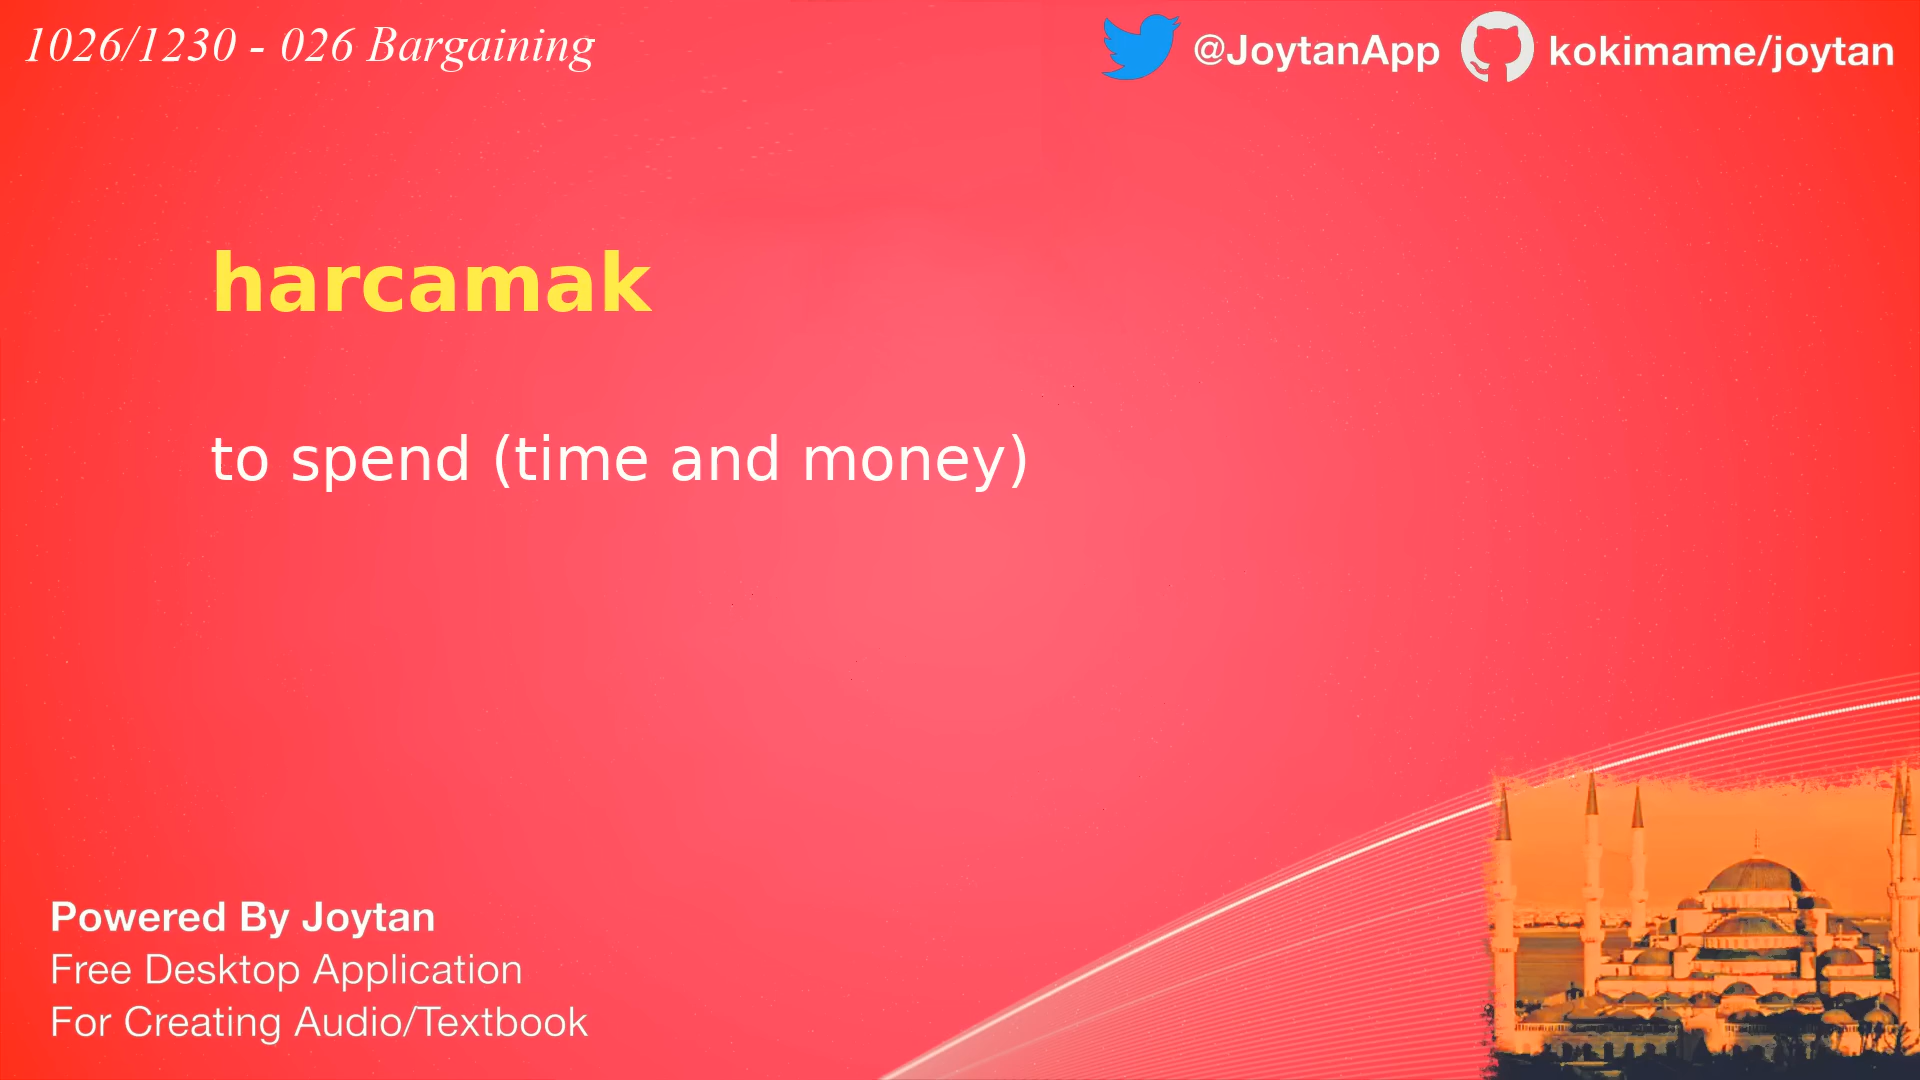 1026/1230 - 026 Bargaining
@JoytanApp
kokimame/joytan
harcamak
to spend (time and money)
Powered By Joytan
Free Desktop Application
For Creating Audio/Textbook